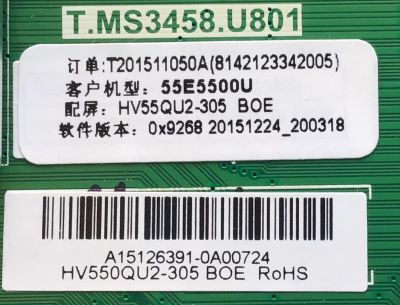 T.MS3458.U801
订单:T201511050A(8142123342005)
客户机型：55E5500U
配屏：HV55QU2-305 BOE
软件版本：0x9268 20151224_200318
A15126391-0A00724
HV550QU2-305 BOE RoHS